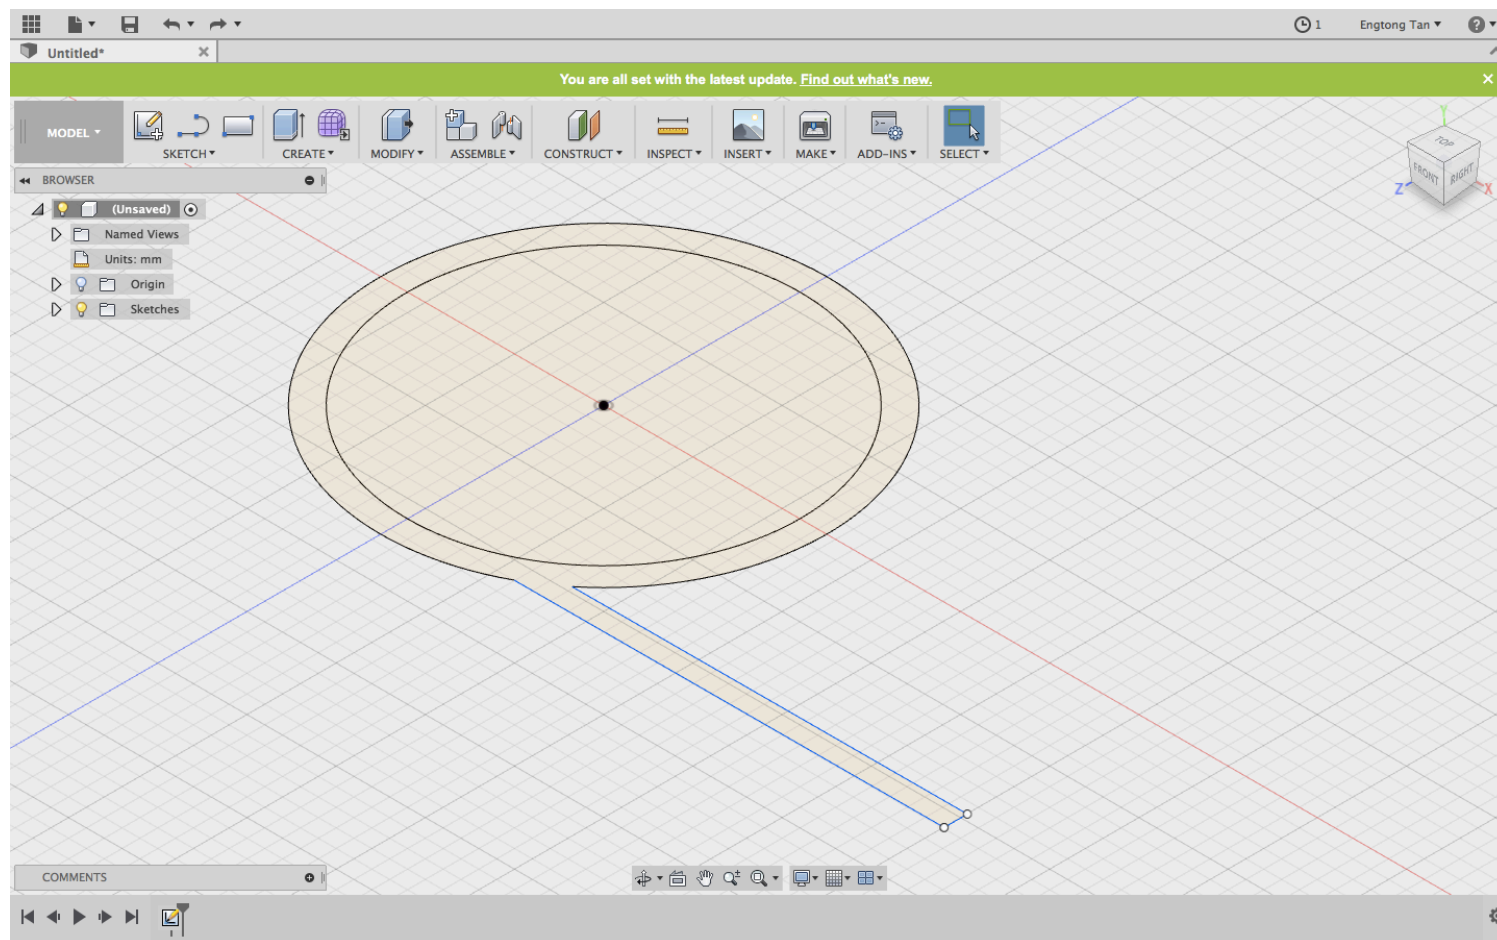 1 Engtong Tan ?
Untitled*
You are all set with the latest update. Find out what's new.
MODEL
SKETCH CREATE MODIFY ASSEMBLE CONSTRUCT INSPECT INSERT MAKE ADD-INS SELECT
Y
TOP
FRONT RIGHT
Z X
BROWSER
(Unsaved)
Named Views
Units: mm
Origin
Sketches
COMMENTS